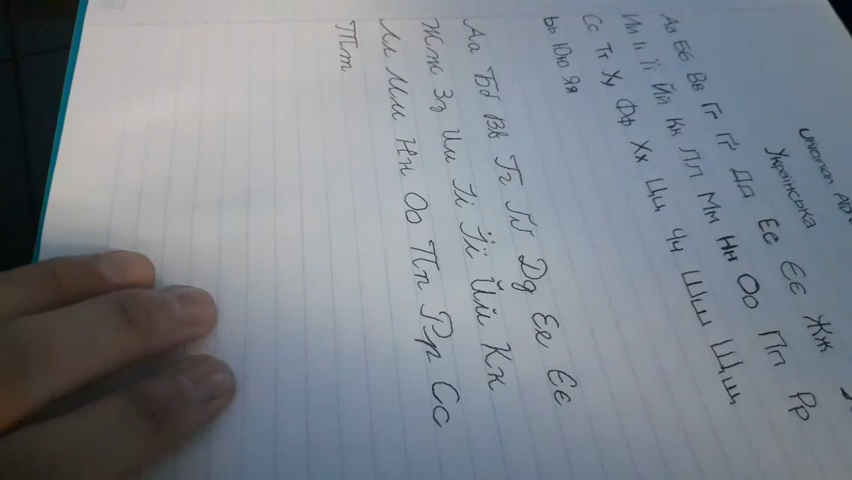 Ukrainian
Українська
Аа Бб Вв Гг Ґґ Дд Ее Єє Жж
Ии Іі Її Йй Кк Лл Мм Нн Оо Пп Рр
Сс Тт Уу Фф Хх Цц Чч Шш Щщ
Ьь Юю Яя
Аа Бб Вв Гг Ґґ Дд Ее Єє
Жж Зз Ии Іі Її Йй Кк
Лл Мм Нн Оо Пп Рр Сс
Тт